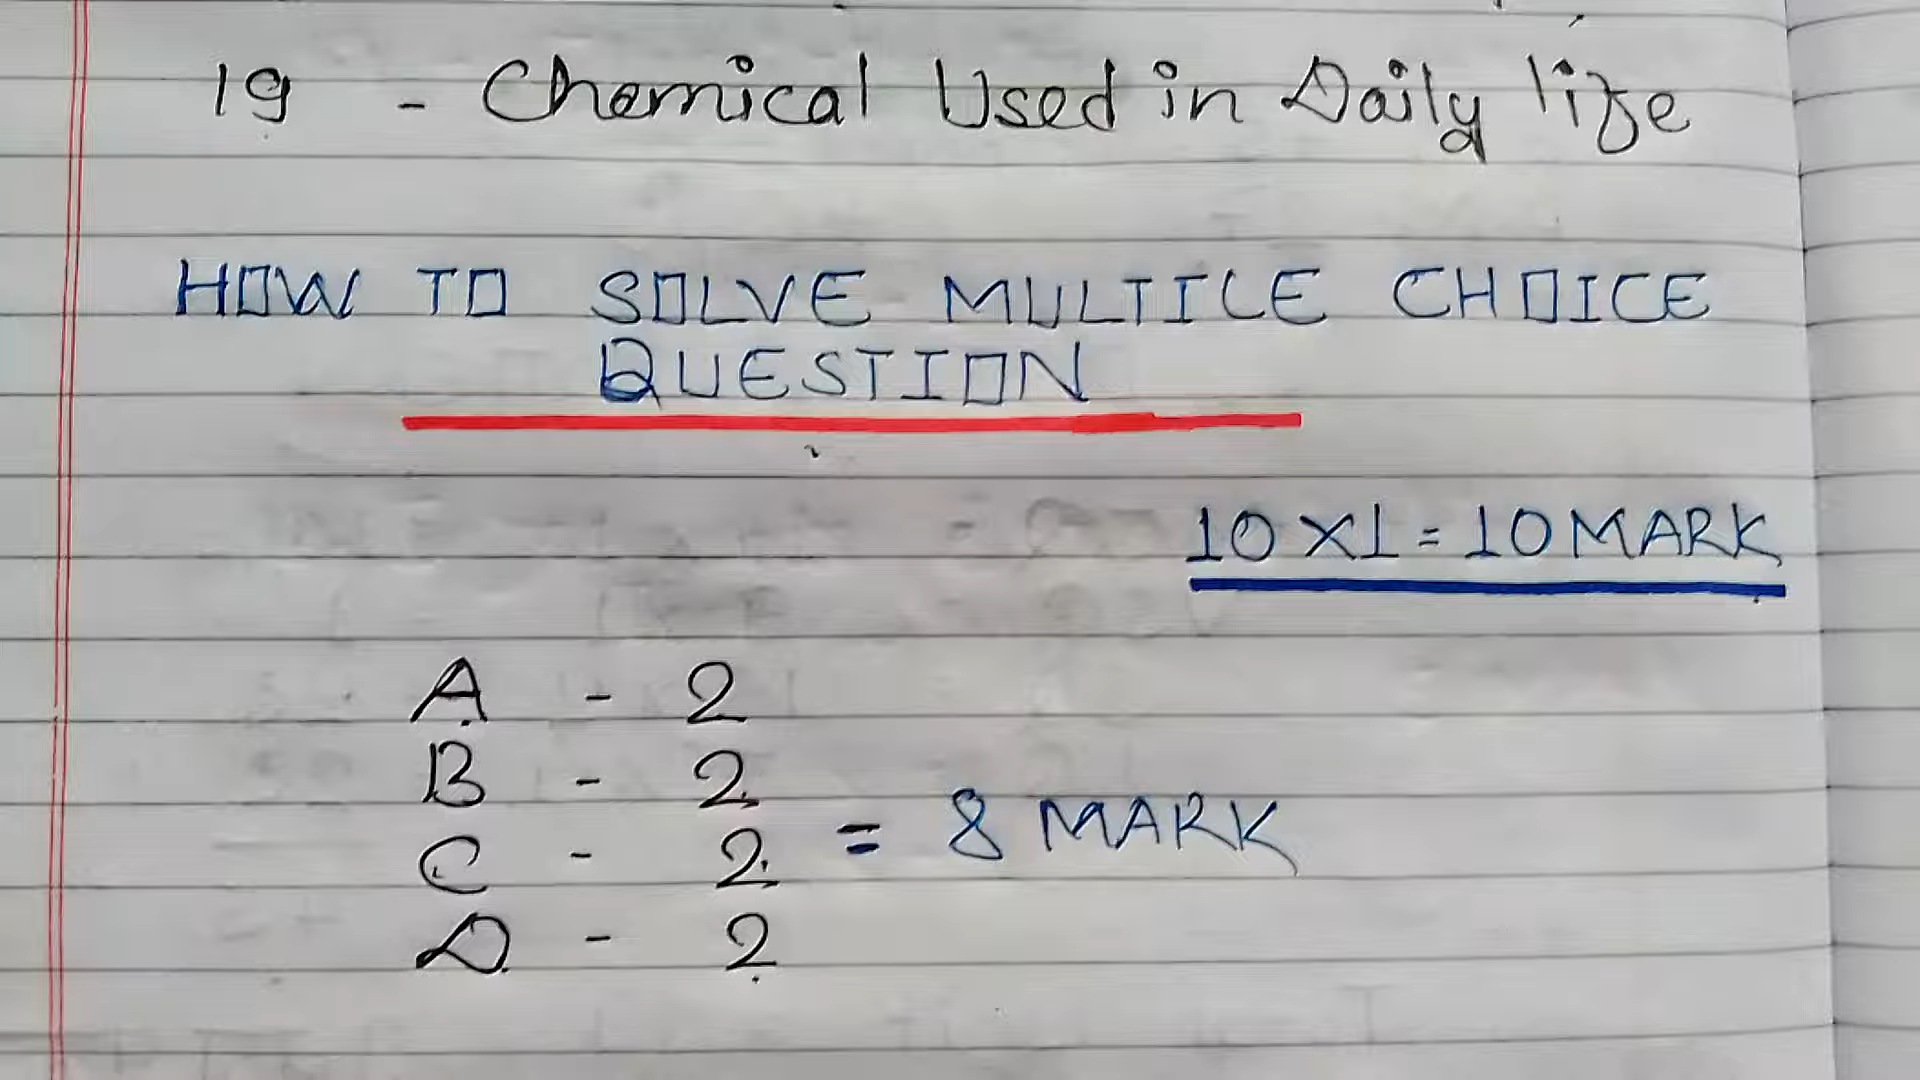 19 - Chemical Used in Daily life
HOW TO SOLVE MULTICE CHOICE
QUESTION
10 X 1 = 10 MARK
A - 2
B - 2
= 8 MARK
C - 2
D - 2